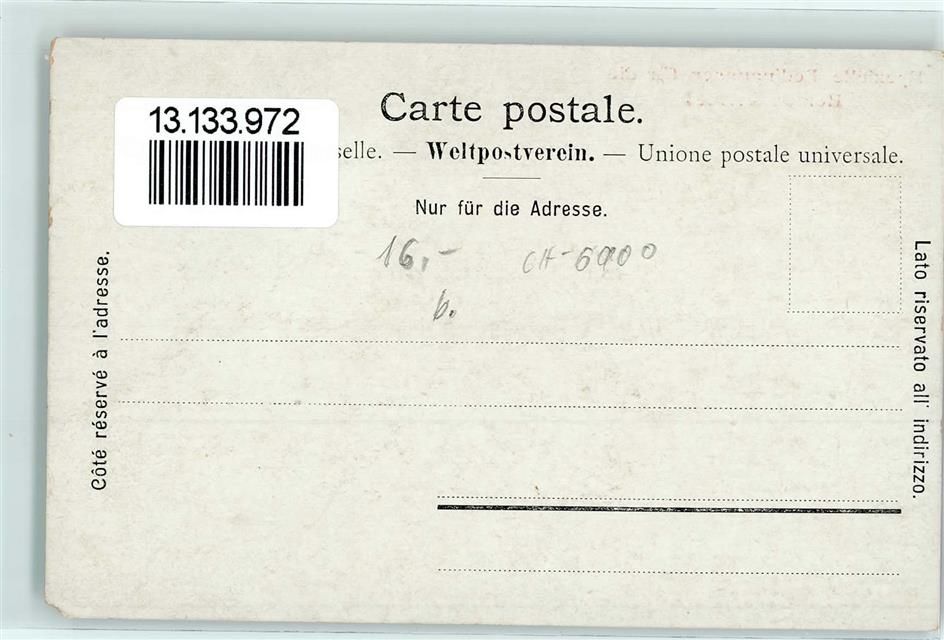 13.133.972
Carte postale.
selle. — Weltpostverein. — Unione postale universale.
Nur für die Adresse.
16,- CH-6900
b.
Côté réservé à l'adresse.
Lato riservato all' indirizzo.